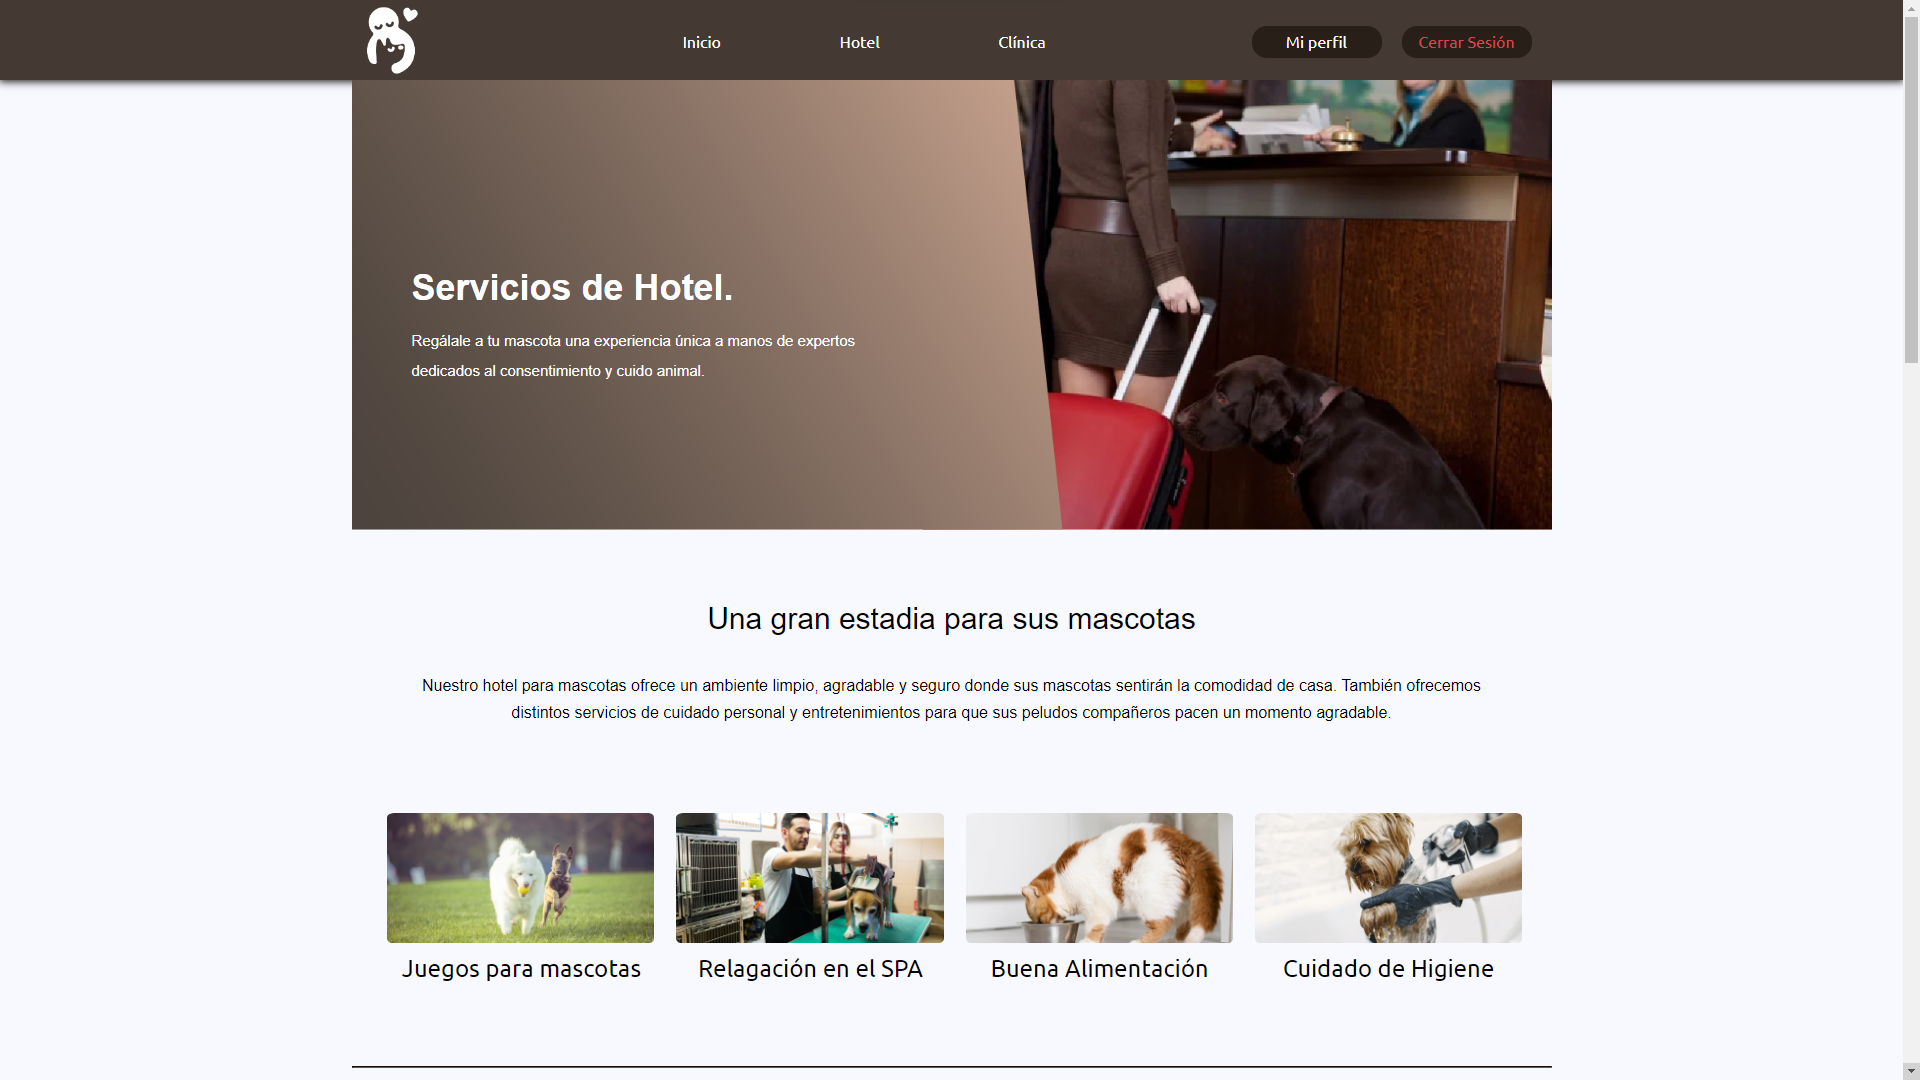 Inicio
Hotel
Clínica
Mi perfil
Cerrar Sesión
Servicios de Hotel.
Regálale a tu mascota una experiencia única a manos de expertos
dedicados al consentimiento y cuido animal.
Una gran estadia para sus mascotas
Nuestro hotel para mascotas ofrece un ambiente limpio, agradable y seguro donde sus mascotas sentirán la comodidad de casa. También ofrecemos
distintos servicios de cuidado personal y entretenimientos para que sus peludos compañeros pacen un momento agradable.
Juegos para mascotas
Relagación en el SPA
Buena Alimentación
Cuidado de Higiene